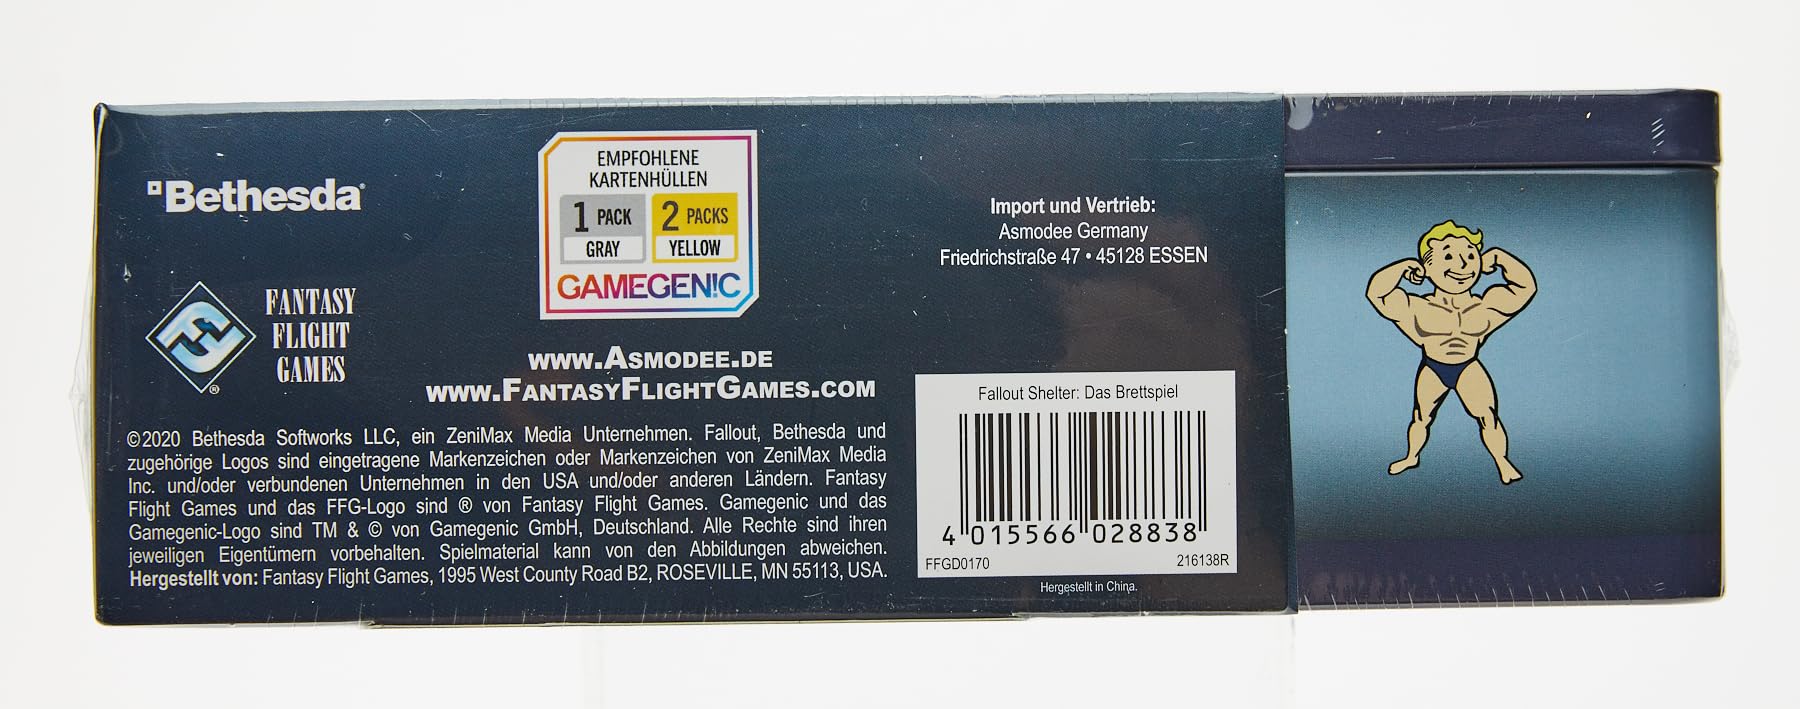 Bethesda®
FANTASY
FLIGHT
GAMES
®
EMPFOHLENE
KARTENHÜLLEN
1 PACK 2 PACKS
GRAY YELLOW
GAMEGEN!C
www.Asmodee.de
www.FantasyFlightGames.com
©2020 Bethesda Softworks LLC, ein ZeniMax Media Unternehmen. Fallout, Bethesda und
zugehörige Logos sind eingetragene Markenzeichen oder Markenzeichen von ZeniMax Media
Inc. und/oder verbundenen Unternehmen in den USA und/oder anderen Ländern. Fantasy
Flight Games und das FFG-Logo sind ® von Fantasy Flight Games. Gamegenic und das
Gamegenic-Logo sind TM & © von Gamegenic GmbH, Deutschland. Alle Rechte sind ihren
jeweiligen Eigentümern vorbehalten. Spielmaterial kann von den Abbildungen abweichen.
Hergestellt von: Fantasy Flight Games, 1995 West County Road B2, ROSEVILLE, MN 55113, USA.
Import und Vertrieb:
Asmodee Germany
Friedrichstraße 47 • 45128 ESSEN
Fallout Shelter: Das Brettspiel
4 015566 028838
FFGD0170 216138R
Hergestellt in China.